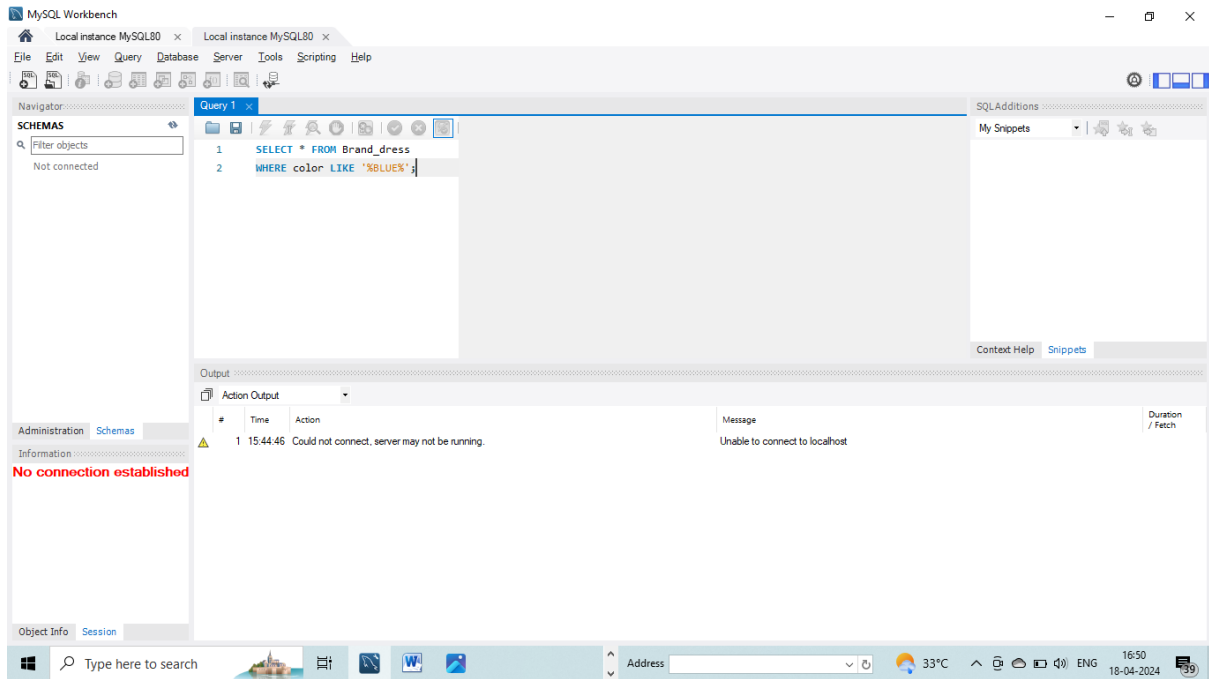 MySQL Workbench
Local instance MySQL80 × Local instance MySQL80 ×
File Edit View Query Database Server Tools Scripting Help
Navigator
SCHEMAS
Filter objects
Not connected
Administration Schemas
Information
No connection established
Object Info Session
Query 1 ×
1 SELECT * FROM Brand_dress
2 WHERE color LIKE '%BLUE%';
SQLAdditions
My Snippets
Context Help Snippets
Output
Action Output
# Time Action Message Duration / Fetch
1 15:44:46 Could not connect, server may not be running. Unable to connect to localhost
Type here to search
Address
33°C
ENG
16:50
18-04-2024
39